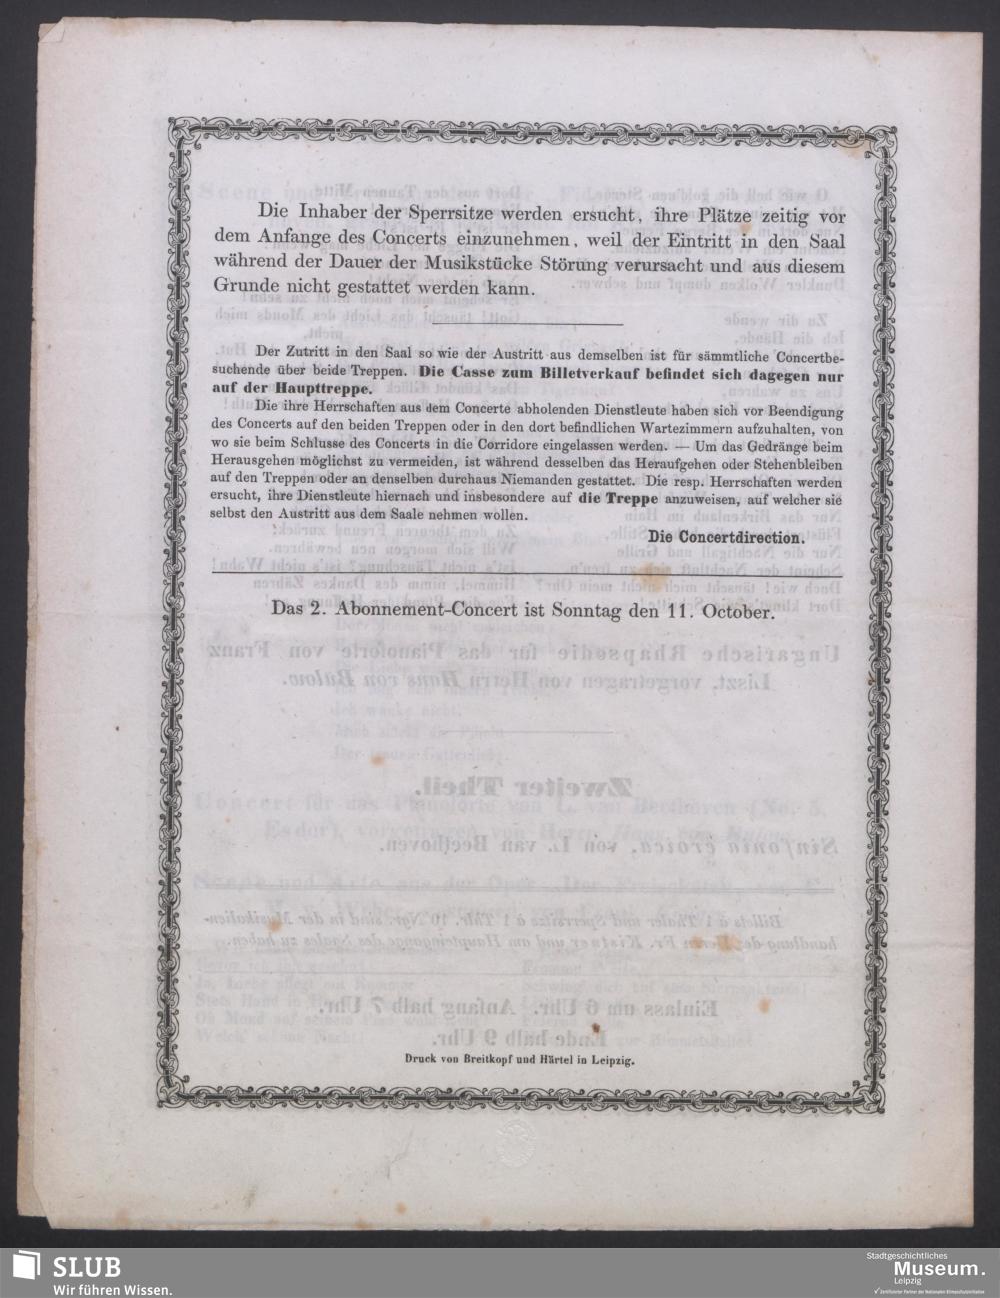 Die Inhaber der Sperrsitze werden ersucht, ihre Plätze zeitig vor
dem Anfange des Concerts einzunehmen, weil der Eintritt in den Saal
während der Dauer der Musikstücke Störung verursacht und aus diesem
Grunde nicht gestattet werden kann.
Der Zutritt in den Saal so wie der Austritt aus demselben ist für sämmtliche Concertbe-
suchende über beide Treppen. Die Casse zum Billetverkauf befindet sich dagegen nur
auf der Haupttreppe.
Die ihre Herrschaften aus dem Concerte abholenden Dienstleute haben sich vor Beendigung
des Concerts auf den beiden Treppen oder in den dort befindlichen Wartezimmern aufzuhalten, von
wo sie beim Schlusse des Concerts in die Corridore eingelassen werden. — Um das Gedränge beim
Herausgehen möglichst zu vermeiden, ist während desselben das Heraufgehen oder Stehenbleiben
auf den Treppen oder an denselben durchaus Niemanden gestattet. Die resp. Herrschaften werden
ersucht, ihre Dienstleute hiernach und insbesondere auf die Treppe anzuweisen, auf welcher sie
selbst den Austritt aus dem Saale nehmen wollen.
Die Concertdirection.
Das 2. Abonnement-Concert ist Sonntag den 11. October.
Druck von Breitkopf und Härtel in Leipzig.
SLUB
Wir führen Wissen.
Stadtgeschichtliches
Museum.
Leipzig
Zertifizierter Partner der Nationalen Klimaschutzinitiative